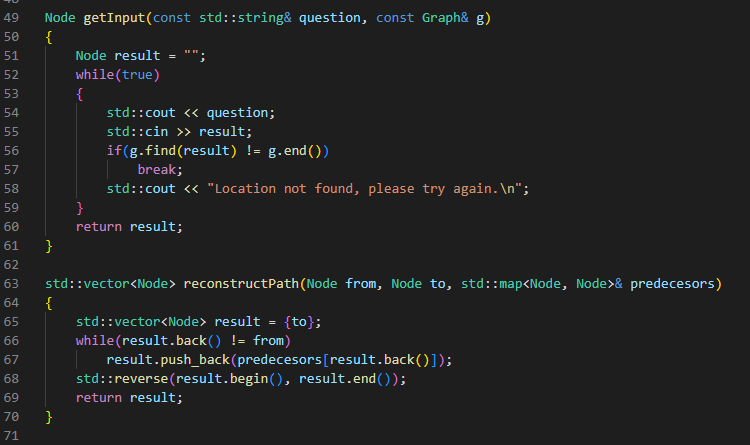 49 Node getInput(const std::string& question, const Graph& g)
50 {
51     Node result = "";
52     while(true)
53     {
54         std::cout << question;
55         std::cin >> result;
56         if(g.find(result) != g.end())
57             break;
58         std::cout << "Location not found, please try again.\n";
59     }
60     return result;
61 }
62
63 std::vector<Node> reconstructPath(Node from, Node to, std::map<Node, Node>& predecesors)
64 {
65     std::vector<Node> result = {to};
66     while(result.back() != from)
67         result.push_back(predecesors[result.back()]);
68     std::reverse(result.begin(), result.end());
69     return result;
70 }
71